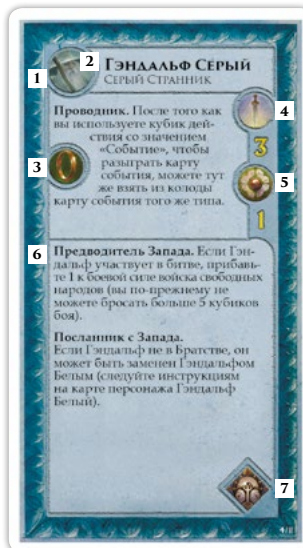 2
ГЭНДАЛЬФ СЕРЫЙ
1
СЕРЫЙ СТРАННИК
Проводник. После того как
вы используете кубик дей-
ствия со значением
4
«Событие», чтобы
3
разыграть карту
3
события, можете тут
5
же взять из колоды
карту события того же типа.
1
6
Предводитель Запада. Если Гэн-
дальф участвует в битве, прибавь-
те 1 к боевой силе войска свободных
народов (вы по-прежнему не
можете бросать больше 5 кубиков
боя).
Посланник с Запада.
Если Гэндальф не в Братстве, он
может быть заменен Гэндальфом
Белым (следуйте инструкциям
на карте персонажа Гэндальф
Белый).
7